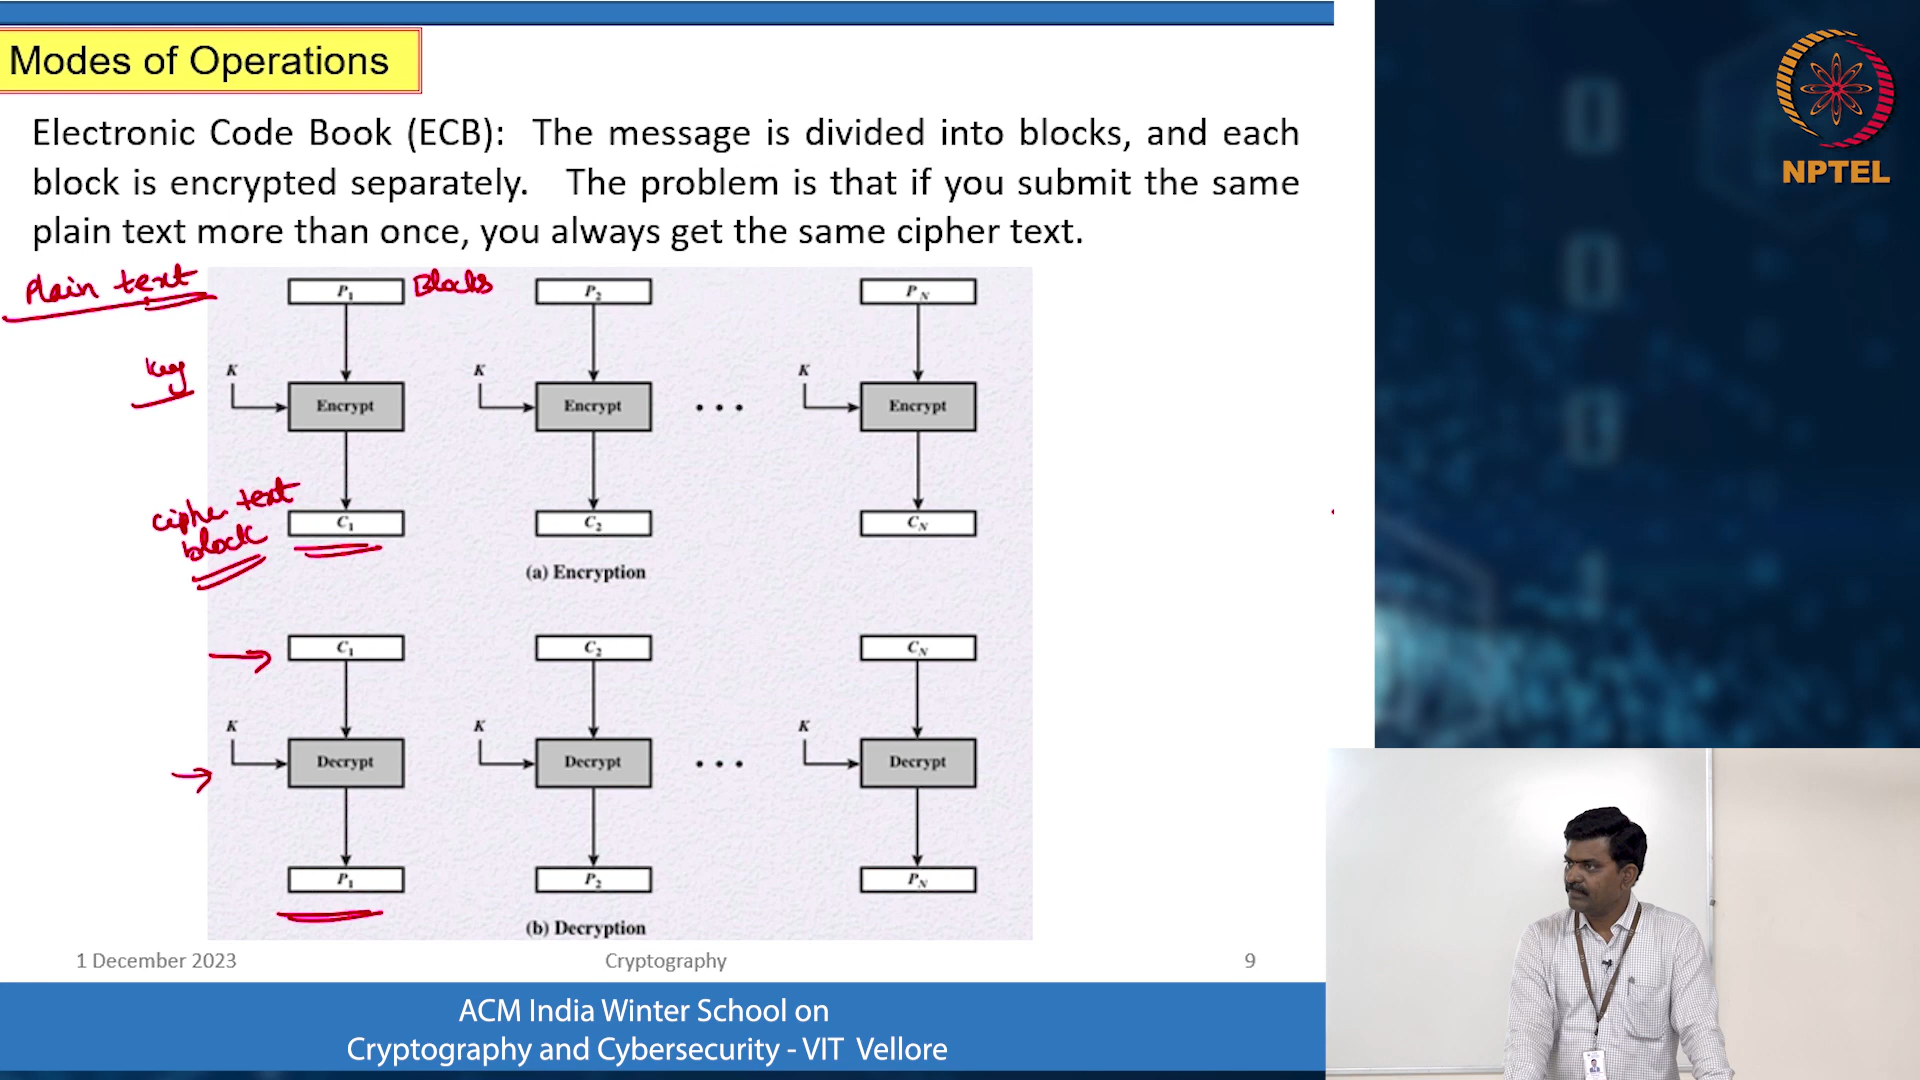 Modes of Operations
Electronic Code Book (ECB): The message is divided into blocks, and each
block is encrypted separately. The problem is that if you submit the same
plain text more than once, you always get the same cipher text.
NPTEL
Plain text
P1 Blocks P2 PN
Key
K K K
Encrypt Encrypt • • • Encrypt
cipher text
block
C1 C2 CN
(a) Encryption
C1 C2 CN
K K K
Decrypt Decrypt • • • Decrypt
P1 P2 PN
(b) Decryption
1 December 2023 Cryptography 9
ACM India Winter School on
Cryptography and Cybersecurity - VIT Vellore